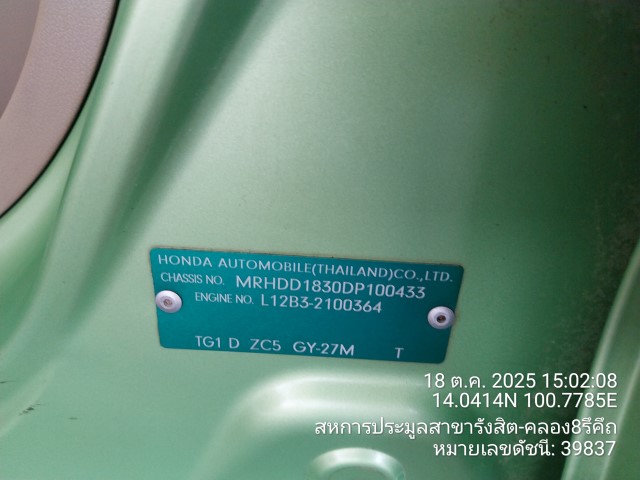 HONDA AUTOMOBILE(THAILAND)CO.,LTD.
CHASSIS NO. MRHDD1830DP100433
ENGINE NO. L12B3-2100364
TG1 D ZC5 GY-27M T
18 ต.ค. 2025 15:02:08
14.0414N 100.7785E
สหการประมูลสาขารังสิต-คลอง8รีคีถ
หมายเลขดัชนี: 39837